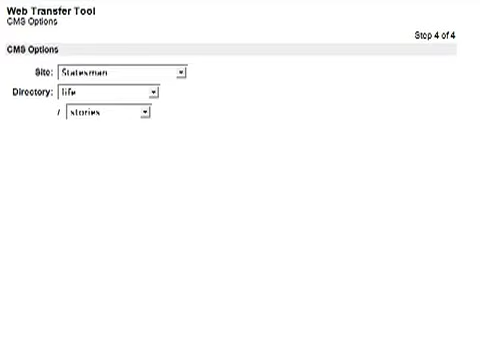 Web Transfer Tool
CMS Options
Step 4 of 4
CMS Options
Site: Statesman
Directory: life
/ stories